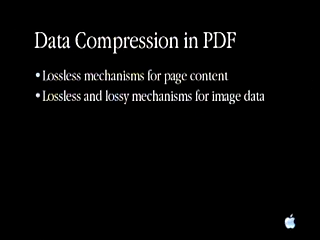 Data Compression in PDF
•Lossless mechanisms for page content
•Lossless and lossy mechanisms for image data